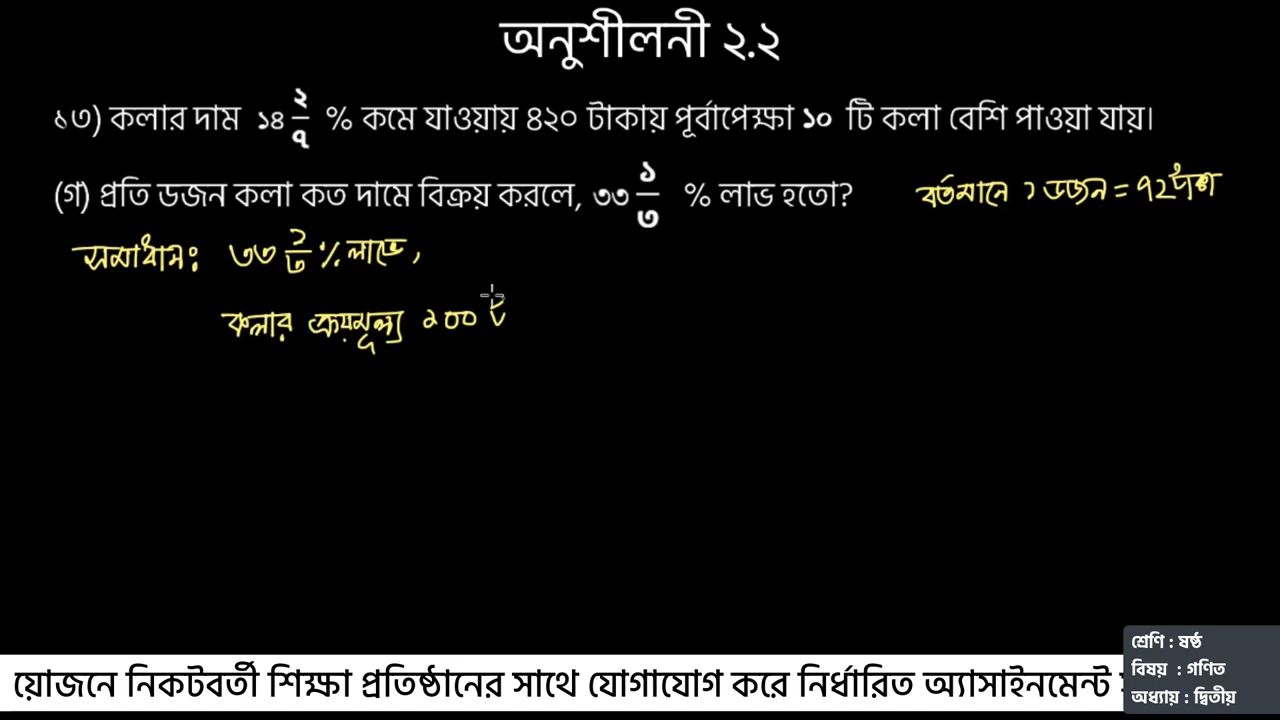 অনুশীলনী ২.২
১৩) কলার দাম ১৪ ২/৭ % কমে যাওয়ায় ৪২০ টাকায় পূর্বাপেক্ষা ১০ টি কলা বেশি পাওয়া যায়।
(গ) প্রতি ডজন কলা কত দামে বিক্রয় করলে, ৩৩ ১/৩ % লাভ হতো?
বর্তমানে ১ ডজন = ৭২ টাকা
সমাধান: ৩৩ ১/৩ % লাভে,
কলার ক্রয়মূল্য ১০০ ট
য়োজনে নিকটবর্তী শিক্ষা প্রতিষ্ঠানের সাথে যোগাযোগ করে নির্ধারিত অ্যাসাইনমেন্ট
শ্রেণি : ষষ্ঠ
বিষয় : গণিত
অধ্যায় : দ্বিতীয়